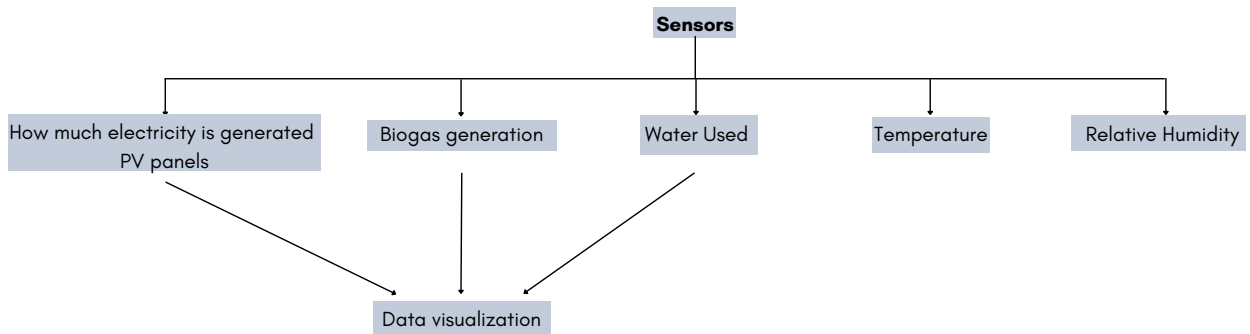 Sensors
How much electricity is generated
PV panels
Biogas generation
Water Used
Temperature
Relative Humidity
Data visualization